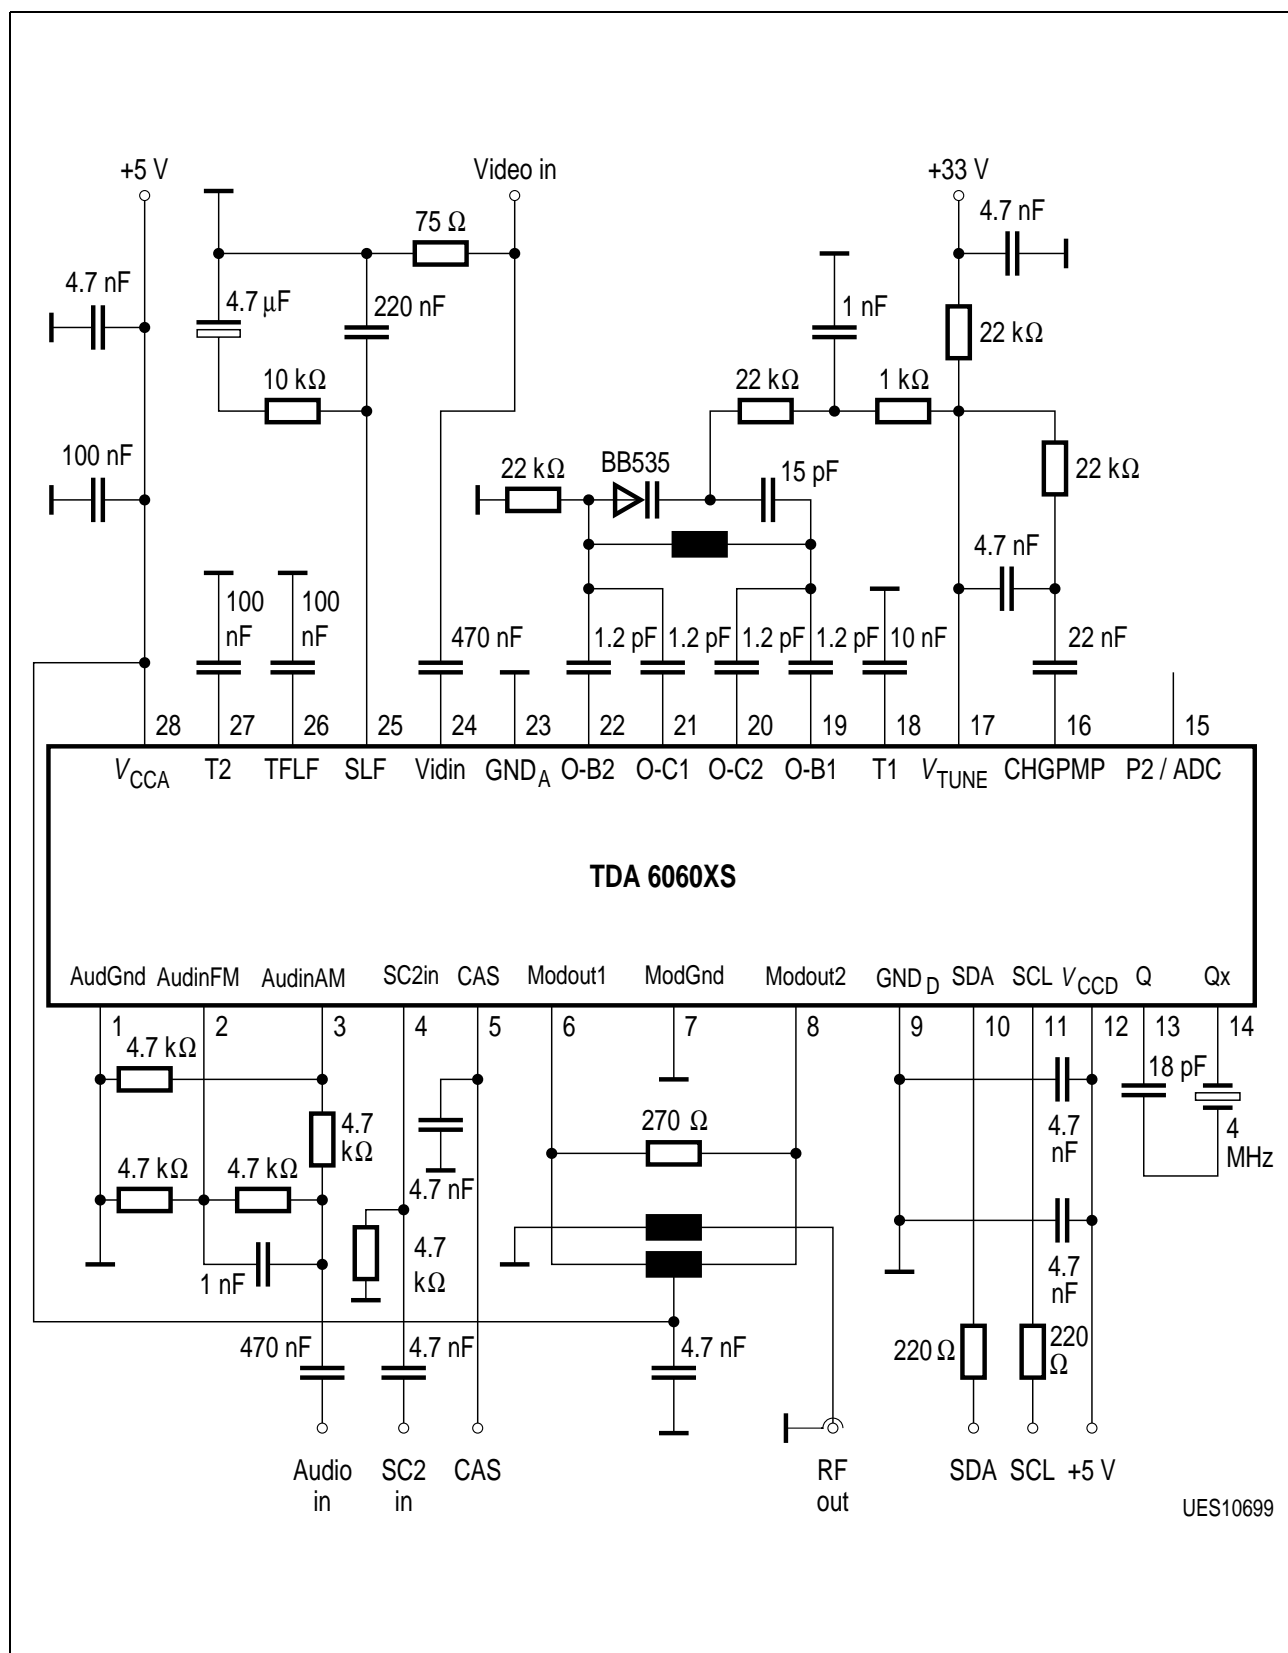 +5 V
Video in
+33 V
75 Ω
4.7 nF
4.7 nF
4.7 µF
220 nF
1 nF
22 kΩ
10 kΩ
22 kΩ
1 kΩ
100 nF
22 kΩ
BB535
15 pF
22 kΩ
4.7 nF
100
nF
100
nF
470 nF
1.2 pF
1.2 pF
1.2 pF
1.2 pF
10 nF
22 nF
28
27
26
25
24
23
22
21
20
19
18
17
16
15
VCCA
T2
TFLF
SLF
Vidin
GNDA
O-B2
O-C1
O-C2
O-B1
T1
VTUNE
CHGPMP
P2 / ADC
TDA 6060XS
AudGnd
AudinFM
AudinAM
SC2in
CAS
Modout1
ModGnd
Modout2
GND D
SDA
SCL
VCCD
Q
Qx
1
2
3
4
5
6
7
8
9
10
11
12
13
14
4.7 kΩ
18 pF
4.7
kΩ
270 Ω
4.7
nF
4
MHz
4.7 kΩ
4.7 kΩ
4.7 nF
4.7
kΩ
1 nF
4.7
nF
470 nF
4.7 nF
4.7 nF
220 Ω
220
Ω
Audio
in
SC2
in
CAS
RF
out
SDA
SCL
+5 V
UES10699